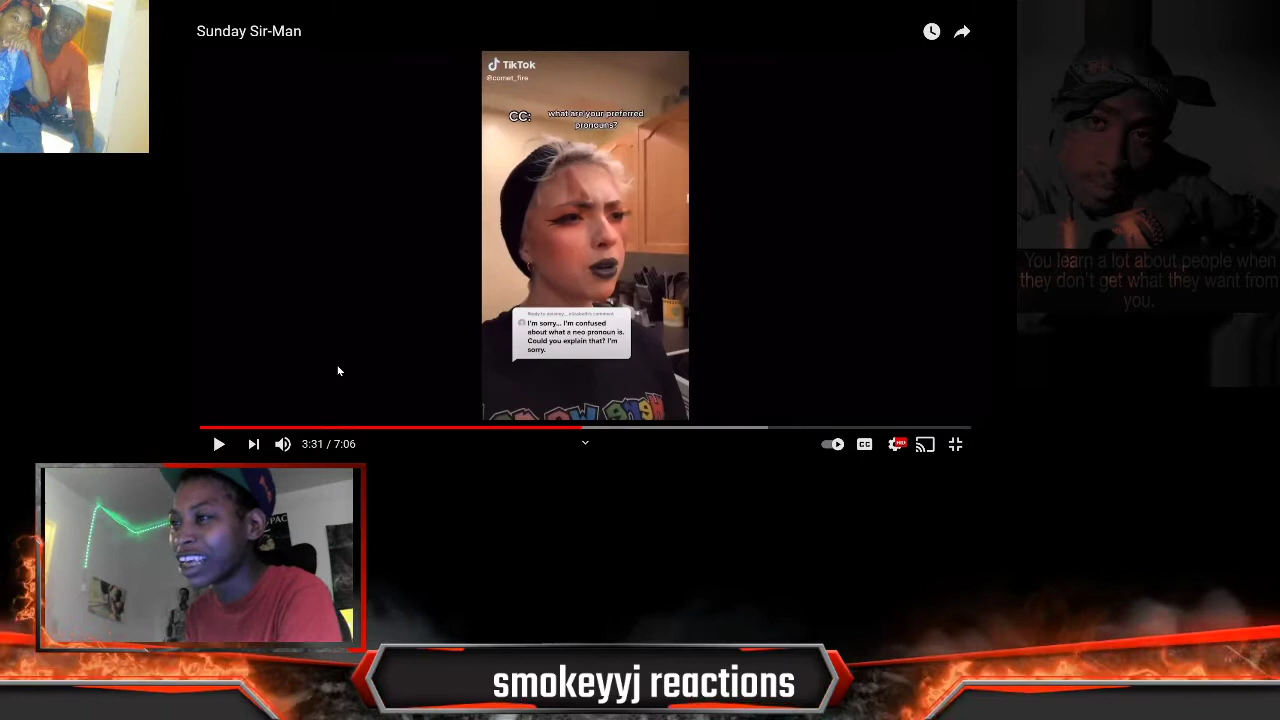 Sunday Sir-Man
TikTok
@comet_fire
CC:
what are your preferred
pronouns?
I'm sorry... I'm confused
about what a neo pronoun is.
Could you explain that? I'm
sorry.
You learn a lot about people when
they don't get what they want from
you.
3:31 / 7:06
CC
HD
smokeyyj reactions